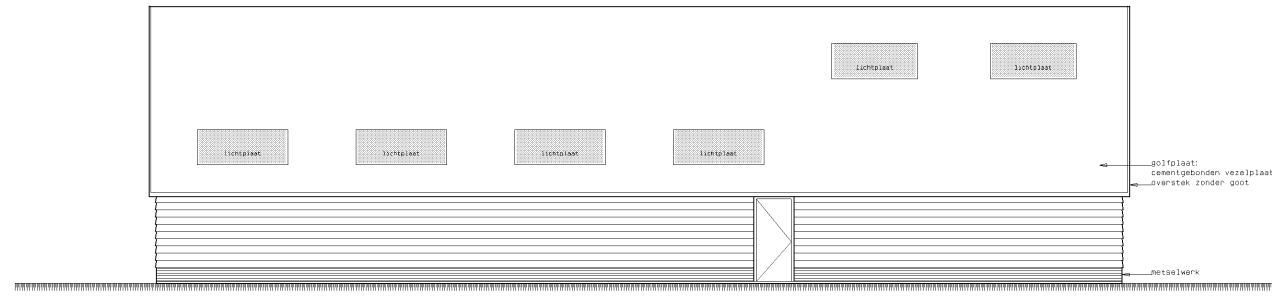 lichtplaat
lichtplaat
lichtplaat
lichtplaat
lichtplaat
lichtplaat
golfplaat:
cementgebonden vezelplaat
overstek zonder goot
metselwerk